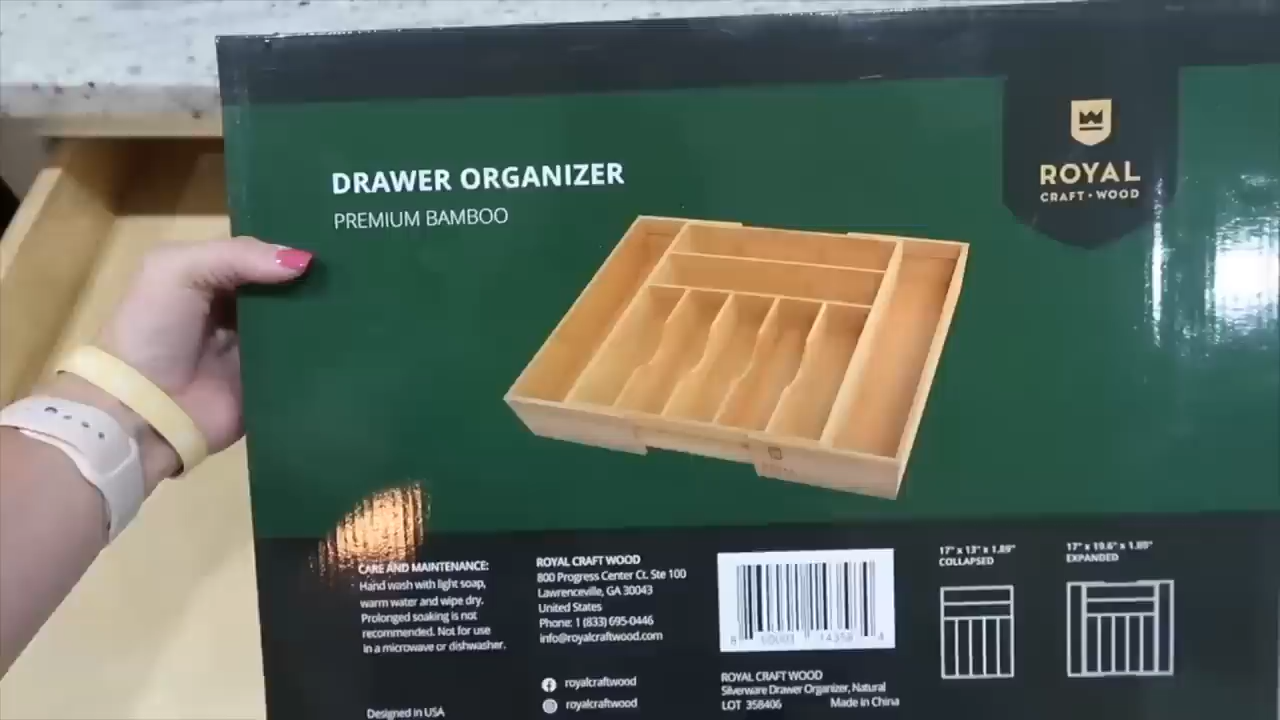 DRAWER ORGANIZER
PREMIUM BAMBOO
ROYAL
CRAFT • WOOD
CARE AND MAINTENANCE:
Hand wash with light soap,
warm water and wipe dry.
Prolonged soaking is not
recommended. Not for use
in a microwave or dishwasher.
Designed in USA
ROYAL CRAFT WOOD
800 Progress Center Ct. Ste 100
Lawrenceville, GA 30043
United States
Phone: 1 (833) 695-0446
info@royalcraftwood.com
royalcraftwood
royalcraftwood
ROYAL CRAFT WOOD
Silverware Drawer Organizer, Natural
LOT 358406 Made in China
17" x 13" x 1.89"
COLLAPSED
17" x 19.6" x 1.89"
EXPANDED